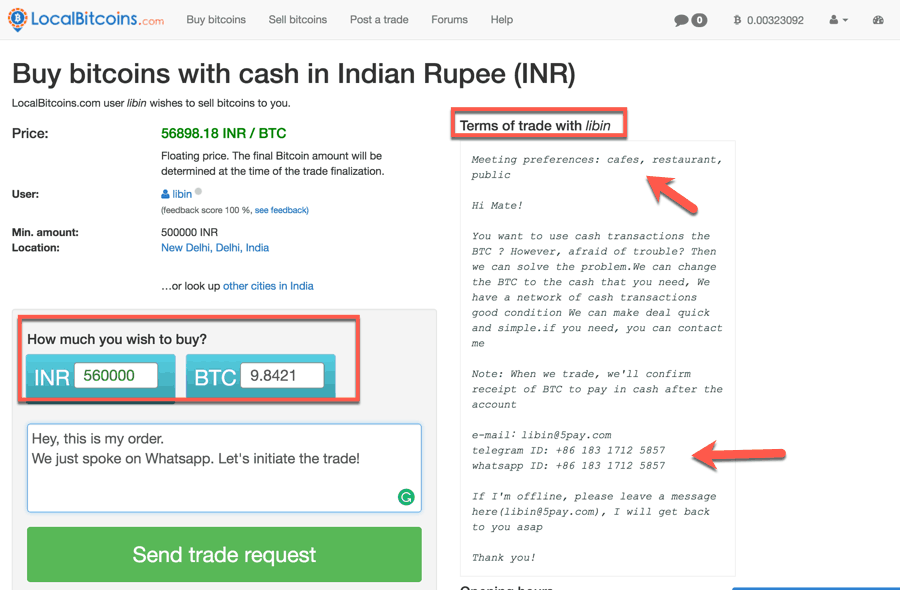 LocalBitcoins.com Buy bitcoins Sell bitcoins Post a trade Forums Help 0 0.00323092
Buy bitcoins with cash in Indian Rupee (INR)
LocalBitcoins.com user libin wishes to sell bitcoins to you.
Price: 56898.18 INR / BTC
Floating price. The final Bitcoin amount will be
determined at the time of the trade finalization.
User: libin
(feedback score 100 %, see feedback)
Min. amount: 500000 INR
Location: New Delhi, Delhi, India
...or look up other cities in India
How much you wish to buy?
INR 560000 BTC 9.8421
Hey, this is my order.
We just spoke on Whatsapp. Let's initiate the trade!
Send trade request
Terms of trade with libin
Meeting preferences: cafes, restaurant,
public
Hi Mate!
You want to use cash transactions the
BTC ? However, afraid of trouble? Then
we can solve the problem.We can change
the BTC to the cash that you need, We
have a network of cash transactions
good condition We can make deal quick
and simple.if you need, you can contact
me
Note: When we trade, we'll confirm
receipt of BTC to pay in cash after the
account
e-mail: libin@5pay.com
telegram ID: +86 183 1712 5857
whatsapp ID: +86 183 1712 5857
If I'm offline, please leave a message
here(libin@5pay.com), I will get back
to you asap
Thank you!
Opening hours